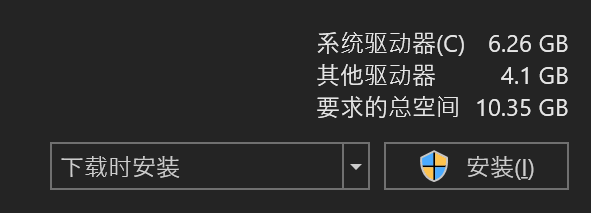 系统驱动器(C) 6.26 GB
其他驱动器 4.1 GB
要求的总空间 10.35 GB
下载时安装 安装(I)